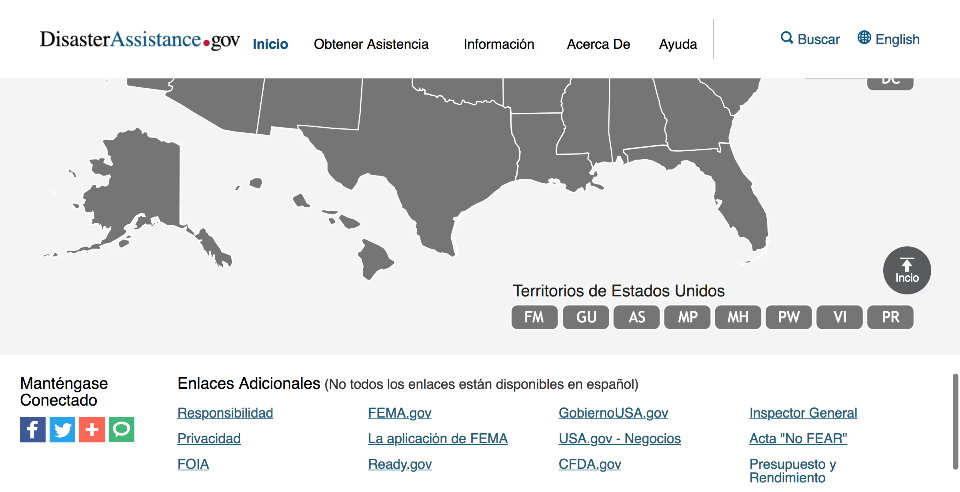 DisasterAssistance.gov Inicio Obtener Asistencia Información Acerca De Ayuda Buscar English
DC
Incio
Territorios de Estados Unidos
FM GU AS MP MH PW VI PR
Manténgase
Conectado
Enlaces Adicionales (No todos los enlaces están disponibles en español)
Responsibilidad FEMA.gov GobiernoUSA.gov Inspector General
Privacidad La aplicación de FEMA USA.gov - Negocios Acta "No FEAR"
FOIA Ready.gov CFDA.gov Presupuesto y
Rendimiento